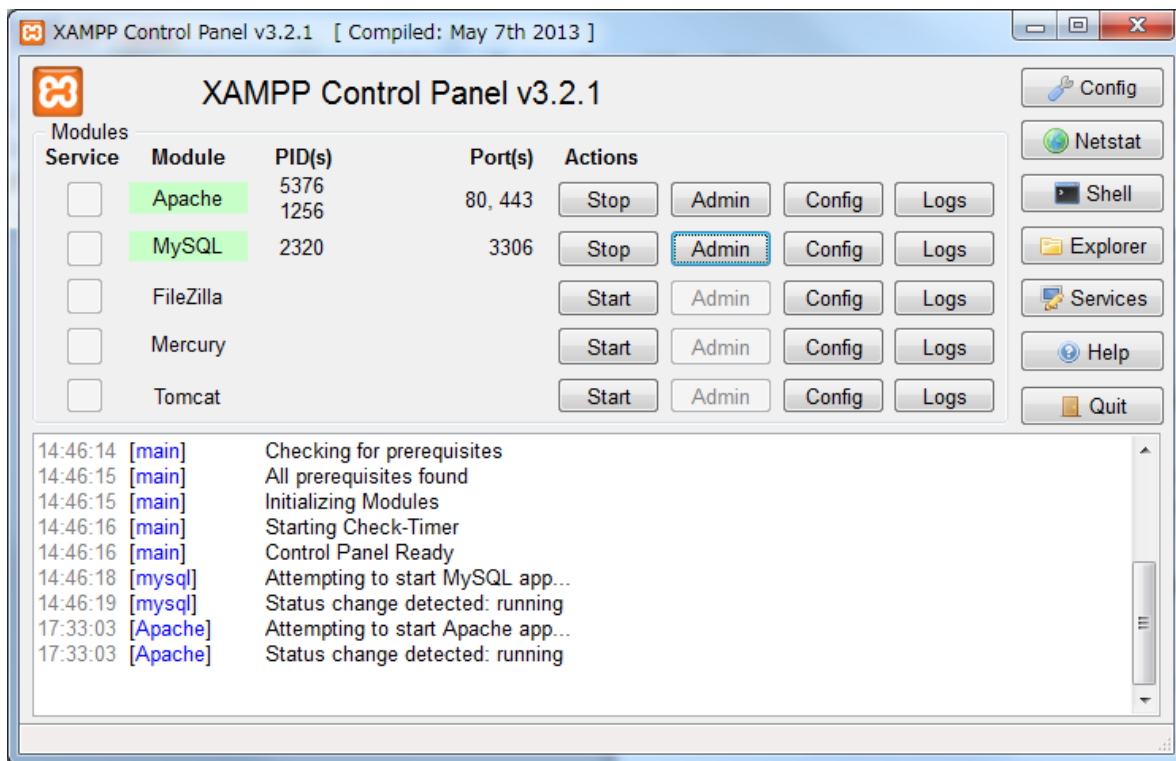 XAMPP Control Panel v3.2.1 [ Compiled: May 7th 2013 ]
XAMPP Control Panel v3.2.1
Config
Modules
Netstat
Service Module PID(s) Port(s) Actions
Apache 5376 1256 80, 443 Stop Admin Config Logs
Shell
MySQL 2320 3306 Stop Admin Config Logs
Explorer
FileZilla Start Admin Config Logs
Services
Mercury Start Admin Config Logs
Help
Tomcat Start Admin Config Logs
Quit
14:46:14 [main] Checking for prerequisites
14:46:15 [main] All prerequisites found
14:46:15 [main] Initializing Modules
14:46:16 [main] Starting Check-Timer
14:46:16 [main] Control Panel Ready
14:46:18 [mysql] Attempting to start MySQL app...
14:46:19 [mysql] Status change detected: running
17:33:03 [Apache] Attempting to start Apache app...
17:33:03 [Apache] Status change detected: running